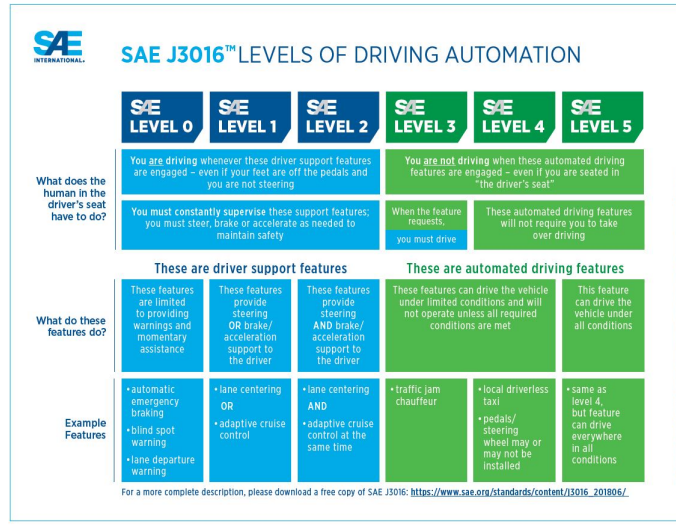 SAE
INTERNATIONAL®
SAE J3016™ LEVELS OF DRIVING AUTOMATION
SAE
LEVEL 0
SAE
LEVEL 1
SAE
LEVEL 2
SAE
LEVEL 3
SAE
LEVEL 4
SAE
LEVEL 5
What does the
human in the
driver's seat
have to do?
You are driving whenever these driver support features
are engaged – even if your feet are off the pedals and
you are not steering
You are not driving when these automated driving
features are engaged – even if you are seated in
"the driver's seat"
You must constantly supervise these support features;
you must steer, brake or accelerate as needed to
maintain safety
When the feature
requests,
you must drive
These automated driving features
will not require you to take
over driving
These are driver support features
These are automated driving features
What do these
features do?
These features
are limited
to providing
warnings and
momentary
assistance
These features
provide
steering
OR brake/
acceleration
support to
the driver
These features
provide
steering
AND brake/
acceleration
support to
the driver
These features can drive the vehicle
under limited conditions and will
not operate unless all required
conditions are met
This feature
can drive the
vehicle under
all conditions
Example
Features
•automatic
emergency
braking
•blind spot
warning
•lane departure
warning
•lane centering
OR
•adaptive cruise
control
•lane centering
AND
•adaptive cruise
control at the
same time
•traffic jam
chauffeur
•local driverless
taxi
•pedals/
steering
wheel may or
may not be
installed
•same as
level 4,
but feature
can drive
everywhere
in all
conditions
For a more complete description, please download a free copy of SAE J3016: https://www.sae.org/standards/content/J3016_201806/